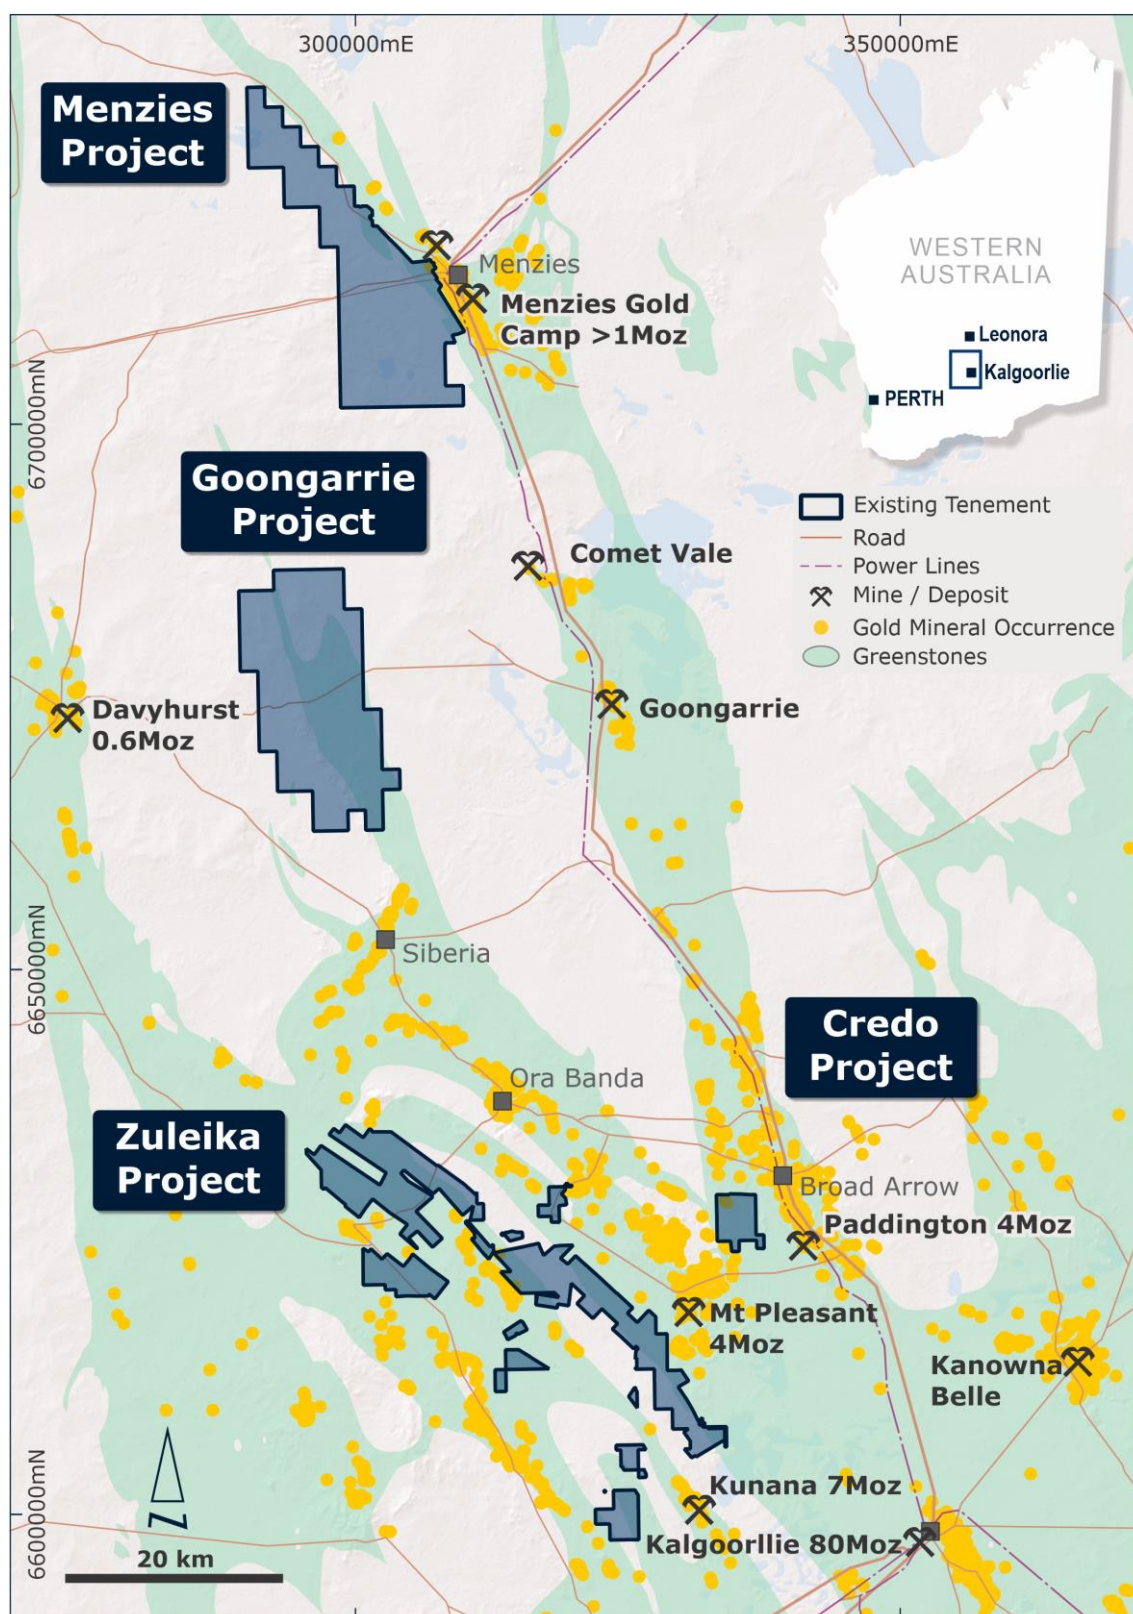 300000mE
350000mE
Menzies
Project
WESTERN
AUSTRALIA
Leonora
Kalgoorlie
PERTH
Menzies
Menzies Gold
Camp >1Moz
6700000mN
Goongarrie
Project
Existing Tenement
Road
Power Lines
Mine / Deposit
Gold Mineral Occurrence
Greenstones
Comet Vale
Goongarrie
Davyhurst
0.6Moz
Siberia
6650000mN
Credo
Project
Ora Banda
Zuleika
Project
Broad Arrow
Paddington 4Moz
Mt Pleasant
4Moz
Kanowna
Belle
Kunana 7Moz
Kalgoorllie 80Moz
6600000mN
N
20 km